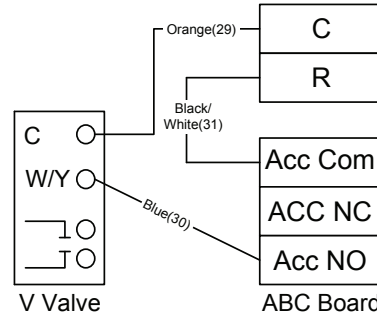 Orange(29)
C
R
Black/
White(31)
C
Acc Com
W/Y
ACC NC
Blue(30)
Acc NO
V Valve
ABC Board